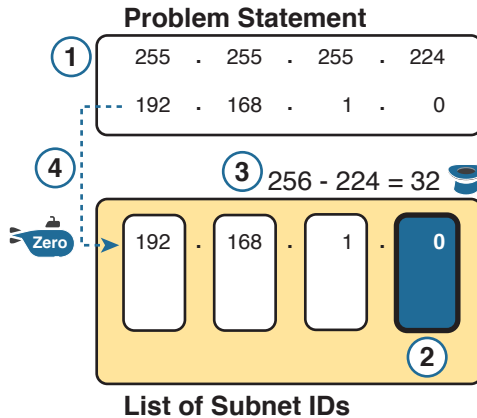 Problem Statement
1
255 . 255 . 255 . 224
192 . 168 . 1 . 0
4
3 256 - 224 = 32
Zero
192 . 168 . 1 . 0
2
List of Subnet IDs